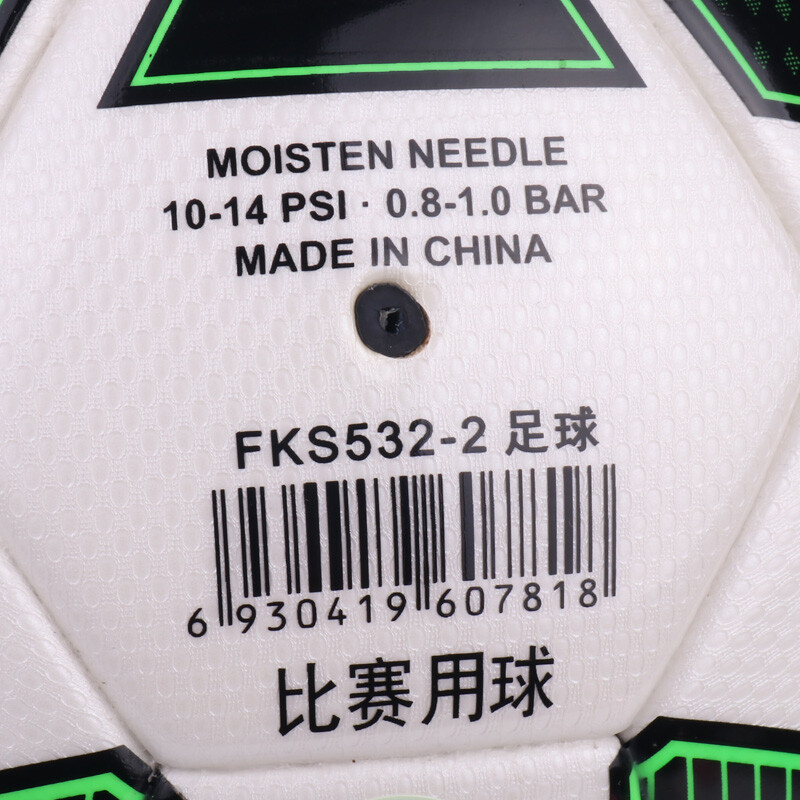 MOISTEN NEEDLE
10-14 PSI · 0.8-1.0 BAR
MADE IN CHINA
FKS532-2 足球
6 930419 607818
比赛用球